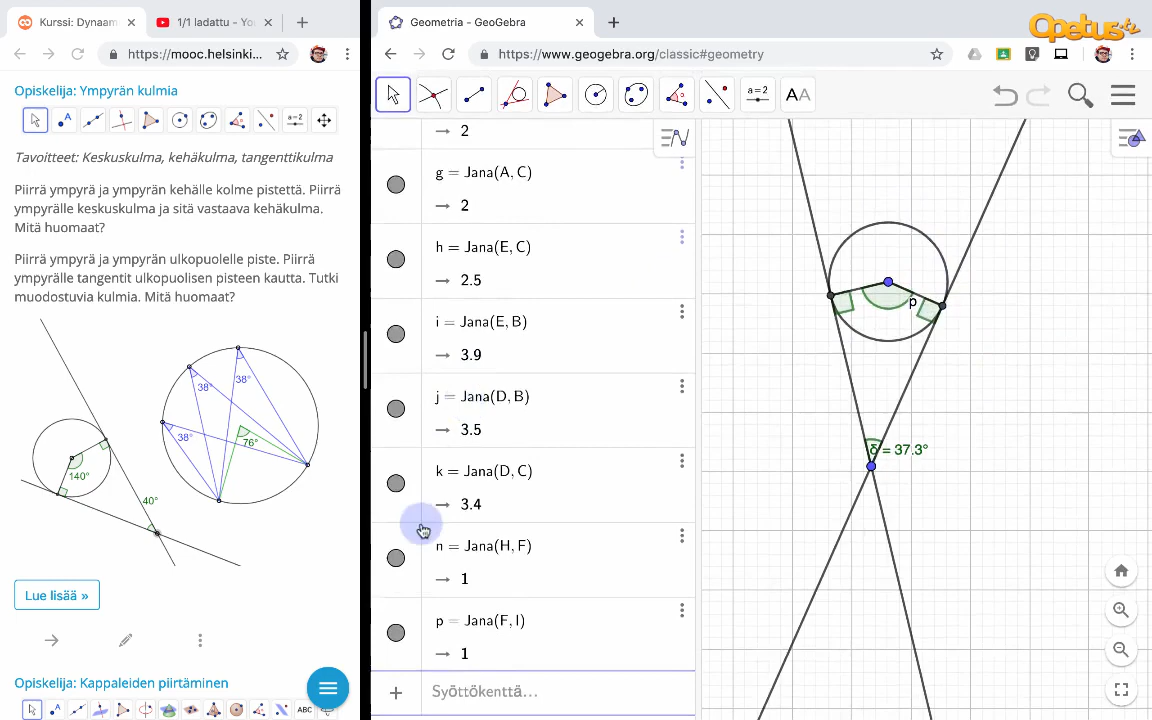 Kurssi: Dynaam
1/1 ladattu - Yo
Geometria - GeoGebra
Opetus.tv
https://mooc.helsinki...
https://www.geogebra.org/classic#geometry
Opiskelija: Ympyrän kulmia
a=2
a=2
AA
Tavoitteet: Keskuskulma, kehäkulma, tangenttikulma
Piirrä ympyrä ja ympyrän kehälle kolme pistettä. Piirrä
ympyrälle keskuskulma ja sitä vastaava kehäkulma.
Mitä huomaat?
Piirrä ympyrä ja ympyrän ulkopuolelle piste. Piirrä
ympyrälle tangentit ulkopuolisen pisteen kautta. Tutki
muodostuvia kulmia. Mitä huomaat?
38°
38°
38°
76°
140°
40°
Lue lisää »
Opiskelija: Kappaleiden piirtäminen
ABC
→ 2
g = Jana(A, C)
→ 2
h = Jana(E, C)
→ 2.5
i = Jana(E, B)
→ 3.9
j = Jana(D, B)
→ 3.5
k = Jana(D, C)
→ 3.4
n = Jana(H, F)
→ 1
p = Jana(F, I)
→ 1
Syöttökenttä...
p
δ = 37.3°